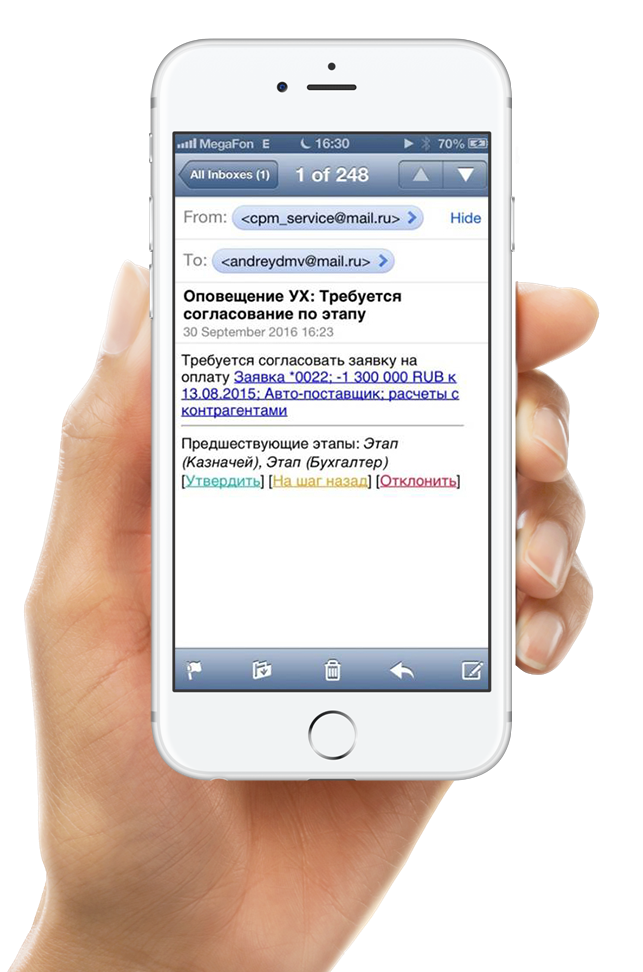 MegaFon E 16:30 70%
All Inboxes (1) 1 of 248
From: <cpm_service@mail.ru> Hide
To: <andreydmv@mail.ru>
Оповещение УХ: Требуется
согласование по этапу
30 September 2016 16:23
Требуется согласовать заявку на
оплату Заявка *0022; -1 300 000 RUB к
13.08.2015; Авто-поставщик; расчеты с
контрагентами
Предшествующие этапы: Этап
(Казначей), Этап (Бухгалтер)
[Утвердить] [На шаг назад] [Отклонить]